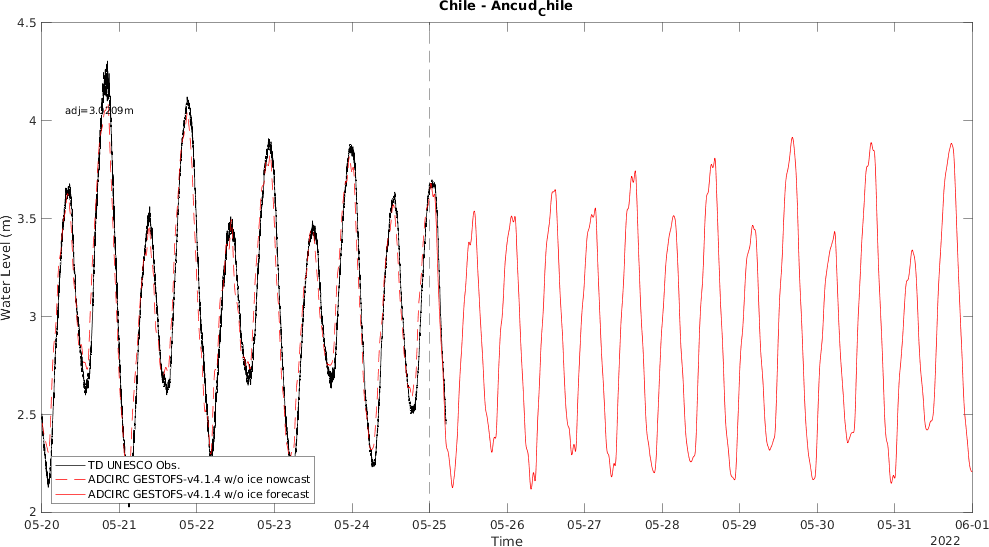 Chile - Ancud_Chile
4.5
adj=3.0209m
4
3.5
3
2.5
2
Water Level (m)
TD UNESCO Obs.
ADCIRC GESTOFS-v4.1.4 w/o ice nowcast
ADCIRC GESTOFS-v4.1.4 w/o ice forecast
05-20 05-21 05-22 05-23 05-24 05-25 05-26 05-27 05-28 05-29 05-30 05-31 06-01
Time
2022